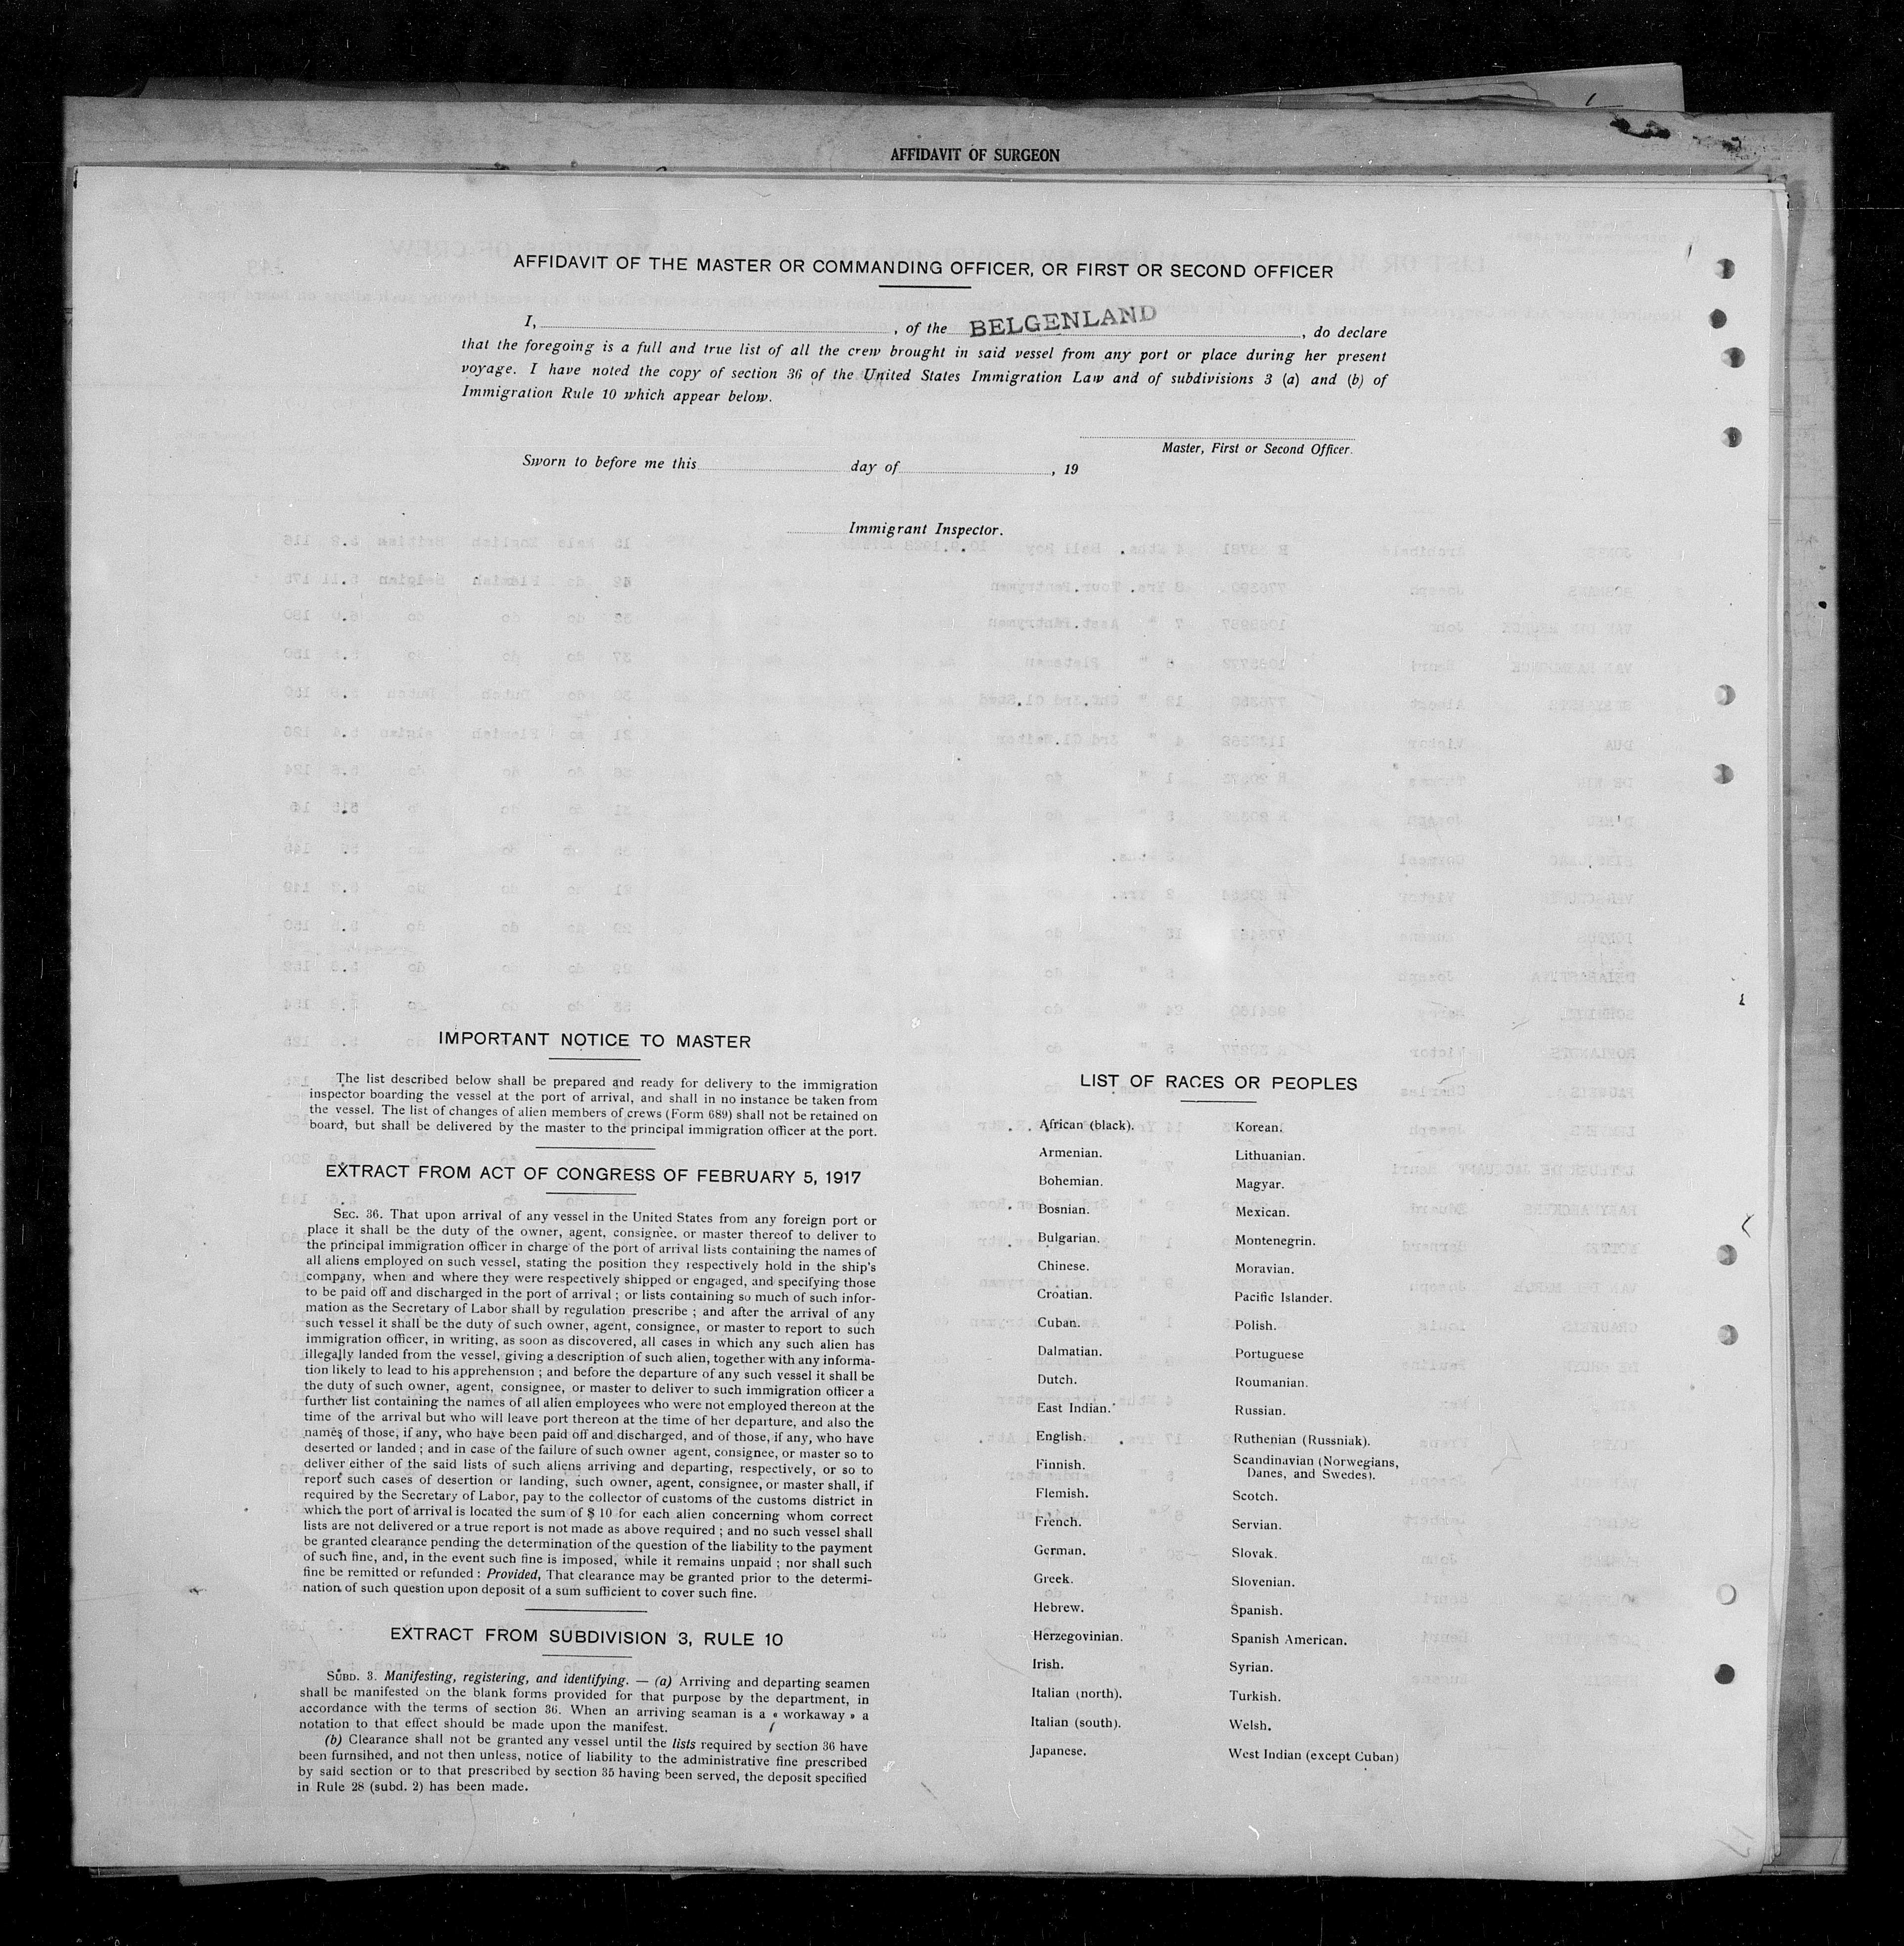 AFFIDAVIT OF SURGEON
AFFIDAVIT OF THE MASTER OR COMMANDING OFFICER, OR FIRST OR SECOND OFFICER
I, , of the BELGENLAND , do declare
that the foregoing is a full and true list of all the crew brought in said vessel from any port or place during her present
voyage. I have noted the copy of section 36 of the United States Immigration Law and of subdivisions 3 (a) and (b) of
Immigration Rule 10 which appear below.
Master, First or Second Officer.
Sworn to before me this day of , 19
Immigrant Inspector.
IMPORTANT NOTICE TO MASTER
The list described below shall be prepared and ready for delivery to the immigration
inspector boarding the vessel at the port of arrival, and shall in no instance be taken from
the vessel. The list of changes of alien members of crews (Form 689) shall not be retained on
board, but shall be delivered by the master to the principal immigration officer at the port.
EXTRACT FROM ACT OF CONGRESS OF FEBRUARY 5, 1917
SEC. 36. That upon arrival of any vessel in the United States from any foreign port or
place it shall be the duty of the owner, agent, consignee, or master thereof to deliver to
the principal immigration officer in charge of the port of arrival lists containing the names of
all aliens employed on such vessel, stating the position they respectively hold in the ship's
company, when and where they were respectively shipped or engaged, and specifying those
to be paid off and discharged in the port of arrival ; or lists containing so much of such infor-
mation as the Secretary of Labor shall by regulation prescribe ; and after the arrival of any
such vessel it shall be the duty of such owner, agent, consignee, or master to report to such
immigration officer, in writing, as soon as discovered, all cases in which any such alien has
illegally landed from the vessel, giving a description of such alien, together with any informa-
tion likely to lead to his apprehension ; and before the departure of any such vessel it shall be
the duty of such owner, agent, consignee, or master to deliver to such immigration officer a
further list containing the names of all alien employees who were not employed thereon at the
time of the arrival but who will leave port thereon at the time of her departure, and also the
names of those, if any, who have been paid off and discharged, and of those, if any, who have
deserted or landed ; and in case of the failure of such owner agent, consignee, or master so to
deliver either of the said lists of such aliens arriving and departing, respectively, or so to
report such cases of desertion or landing, such owner, agent, consignee, or master shall, if
required by the Secretary of Labor, pay to the collector of customs of the customs district in
which the port of arrival is located the sum of $ 10 for each alien concerning whom correct
lists are not delivered or a true report is not made as above required ; and no such vessel shall
be granted clearance pending the determination of the question of the liability to the payment
of such fine, and, in the event such fine is imposed, while it remains unpaid ; nor shall such
fine be remitted or refunded : Provided, That clearance may be granted prior to the determi-
nation of such question upon deposit of a sum sufficient to cover such fine.
EXTRACT FROM SUBDIVISION 3, RULE 10
SUBD. 3. Manifesting, registering, and identifying. — (a) Arriving and departing seamen
shall be manifested on the blank forms provided for that purpose by the department, in
accordance with the terms of section 36. When an arriving seaman is a « workaway » a
notation to that effect should be made upon the manifest.
(b) Clearance shall not be granted any vessel until the lists required by section 36 have
been furnsihed, and not then unless, notice of liability to the administrative fine prescribed
by said section or to that prescribed by section 35 having been served, the deposit specified
in Rule 28 (subd. 2) has been made.
LIST OF RACES OR PEOPLES
African (black).
Armenian.
Bohemian.
Bosnian.
Bulgarian.
Chinese.
Croatian.
Cuban.
Dalmatian.
Dutch.
East Indian.
English.
Finnish.
Flemish.
French.
German.
Greek.
Hebrew.
Herzegovinian.
Irish.
Italian (north).
Italian (south).
Japanese.
Korean.
Lithuanian.
Magyar.
Mexican.
Montenegrin.
Moravian.
Pacific Islander.
Polish.
Portuguese
Roumanian.
Russian.
Ruthenian (Russniak).
Scandinavian (Norwegians,
Danes, and Swedes).
Scotch.
Servian.
Slovak.
Slovenian.
Spanish.
Spanish American.
Syrian.
Turkish.
Welsh.
West Indian (except Cuban)